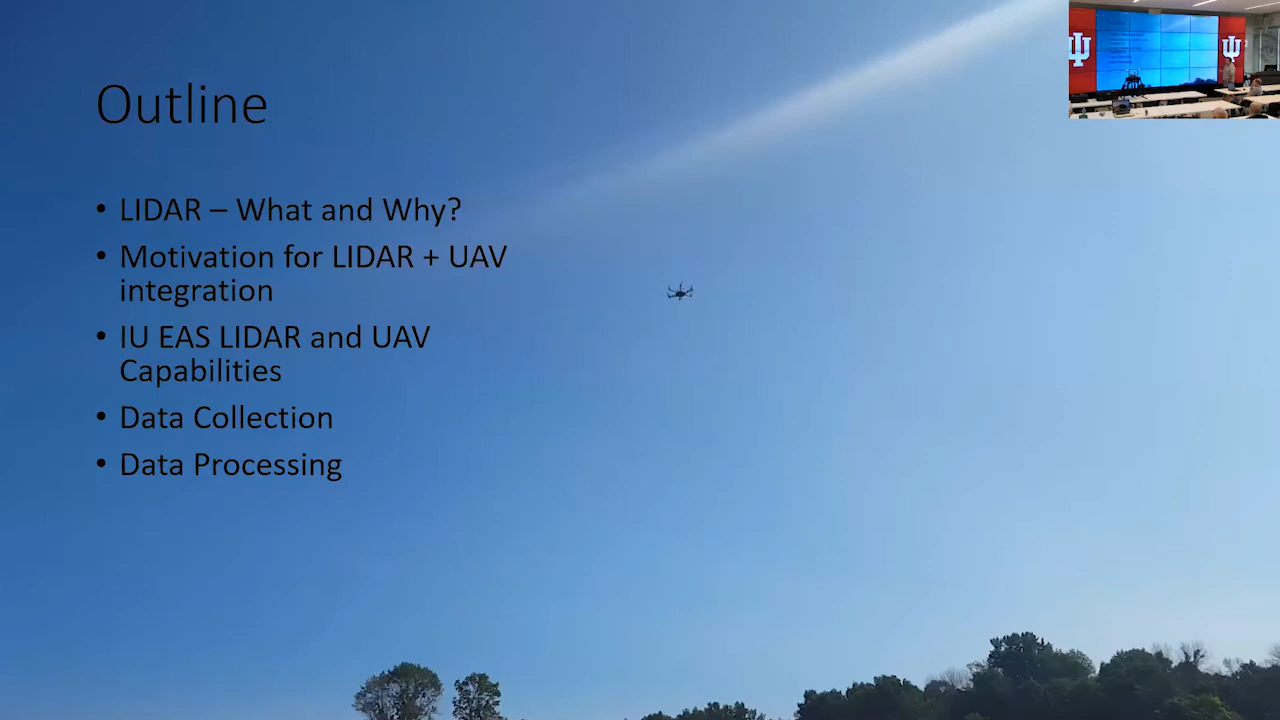 Outline
• LIDAR – What and Why?
• Motivation for LIDAR + UAV
integration
• IU EAS LIDAR and UAV
Capabilities
• Data Collection
• Data Processing